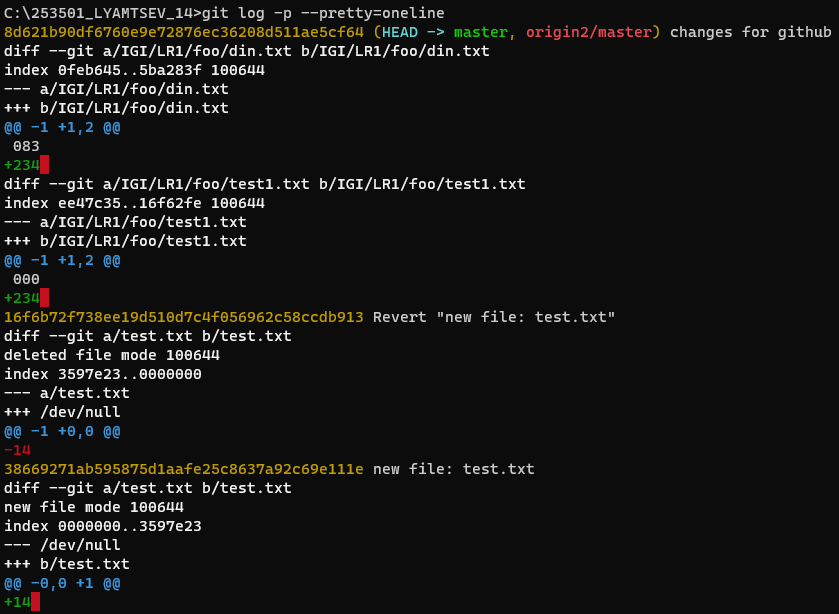 C:\253501_LYAMTSEV_14>git log -p --pretty=oneline
8d621b90df6760e9e72876ec36208d511ae5cf64 (HEAD -> master, origin2/master) changes for github
diff --git a/IGI/LR1/foo/din.txt b/IGI/LR1/foo/din.txt
index 0feb645..5ba283f 100644
--- a/IGI/LR1/foo/din.txt
+++ b/IGI/LR1/foo/din.txt
@@ -1 +1,2 @@
 083
+234
diff --git a/IGI/LR1/foo/test1.txt b/IGI/LR1/foo/test1.txt
index ee47c35..16f62fe 100644
--- a/IGI/LR1/foo/test1.txt
+++ b/IGI/LR1/foo/test1.txt
@@ -1 +1,2 @@
 000
+234
16f6b72f738ee19d510d7c4f056962c58ccdb913 Revert "new file: test.txt"
diff --git a/test.txt b/test.txt
deleted file mode 100644
index 3597e23..0000000
--- a/test.txt
+++ /dev/null
@@ -1 +0,0 @@
-14
38669271ab595875d1aafe25c8637a92c69e111e new file: test.txt
diff --git a/test.txt b/test.txt
new file mode 100644
index 0000000..3597e23
--- /dev/null
+++ b/test.txt
@@ -0,0 +1 @@
+14